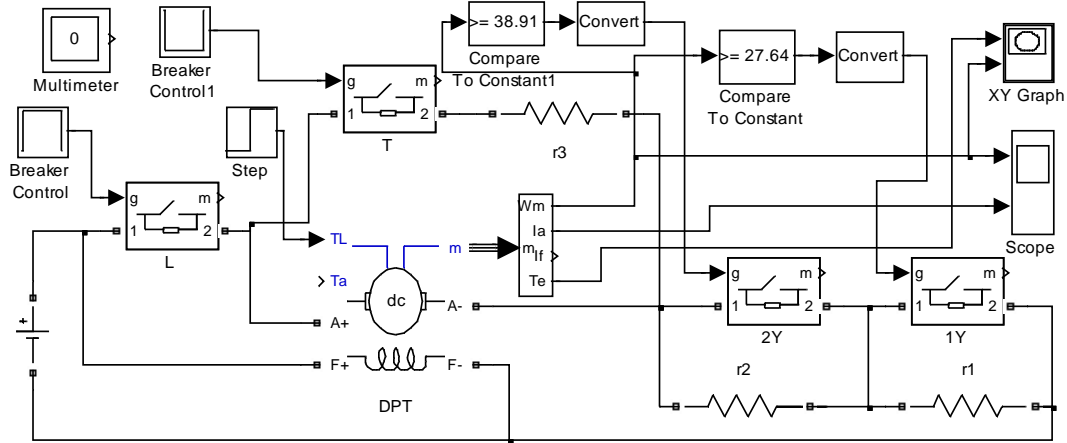 0
Multimeter
Breaker
Control1
>= 38.91
Compare
To Constant1
Convert
>= 27.64
Compare
To Constant
Convert
XY Graph
Breaker
Control
Step
g m
1 2
T
r3
g m
1 2
L
TL
Ta
m
dc
A+
A-
F+
F-
DPT
m
Wm
Ia
If
Te
Scope
g m
1 2
2Y
g m
1 2
1Y
r2
r1
+